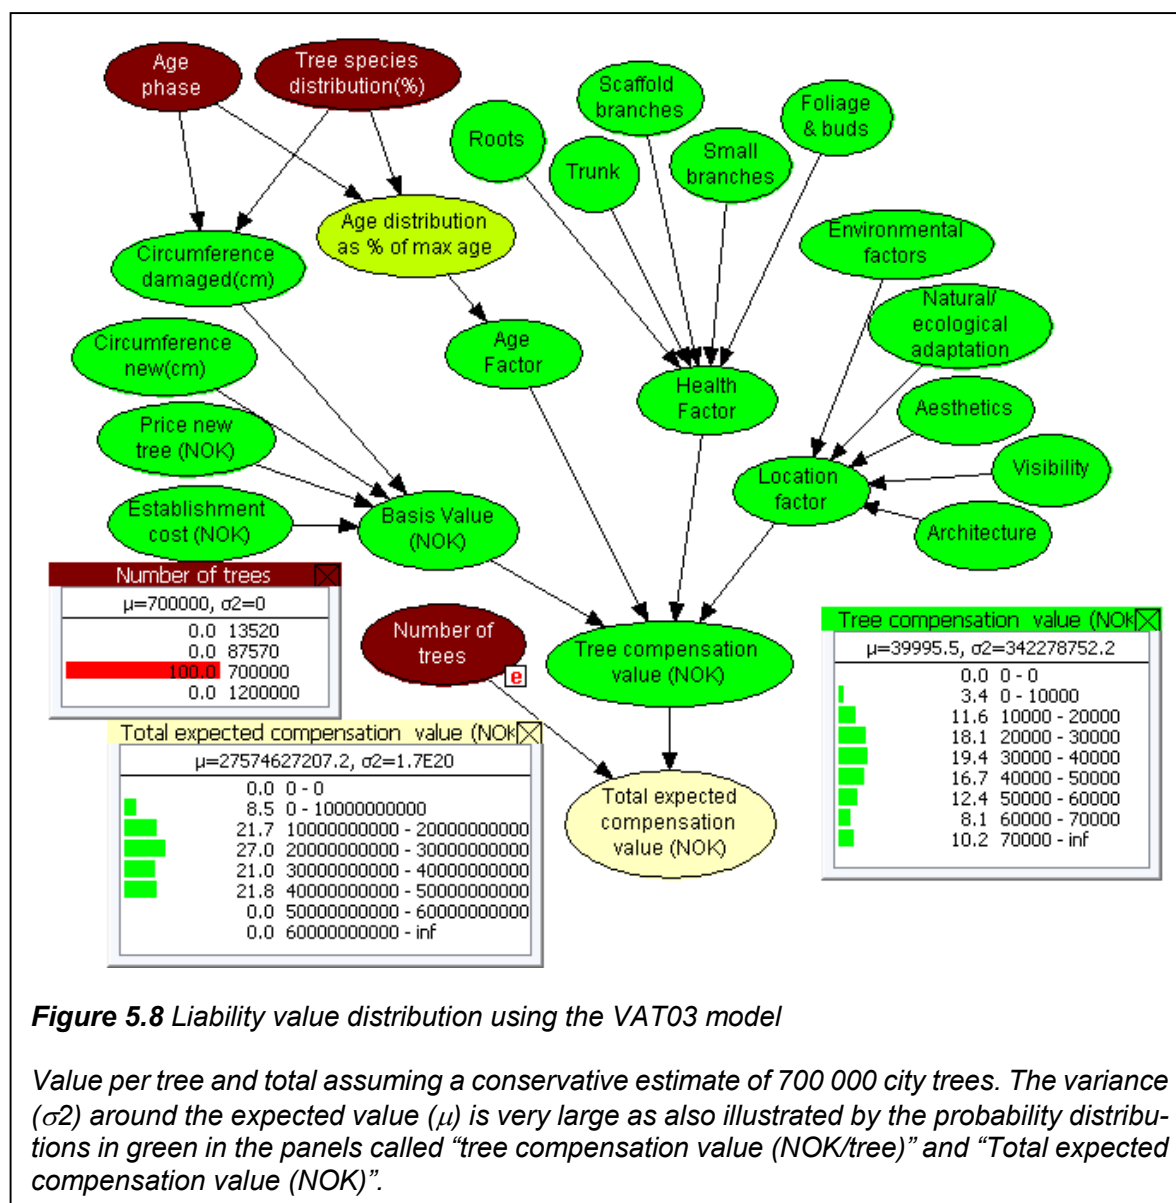 Age
phase
Tree species
distribution(%)
Scaffold
branches
Foliage
& buds
Roots
Trunk
Small
branches
Age distribution
as % of max age
Circumference
damaged(cm)
Environmental
factors
Natural/
ecological
adaptation
Circumference
new(cm)
Age
Factor
Health
Factor
Aesthetics
Price new
tree (NOK)
Visibility
Location
factor
Establishment
cost (NOK)
Basis Value
(NOK)
Architecture
Number of trees
μ=700000, σ2=0
0.0 13520
0.0 87570
100.0 700000
0.0 1200000
Number of
trees
e
Tree compensation
value (NOK)
Tree compensation value (NOK
μ=39995.5, σ2=342278752.2
0.0 0 - 0
3.4 0 - 10000
11.6 10000 - 20000
18.1 20000 - 30000
19.4 30000 - 40000
16.7 40000 - 50000
12.4 50000 - 60000
8.1 60000 - 70000
10.2 70000 - inf
Total expected compensation value (NOK
μ=27574627207.2, σ2=1.7E20
0.0 0 - 0
8.5 0 - 10000000000
21.7 10000000000 - 20000000000
27.0 20000000000 - 30000000000
21.0 30000000000 - 40000000000
21.8 40000000000 - 50000000000
0.0 50000000000 - 60000000000
0.0 60000000000 - inf
Total expected
compensation
value (NOK)
Figure 5.8 Liability value distribution using the VAT03 model
Value per tree and total assuming a conservative estimate of 700 000 city trees. The variance
(σ2) around the expected value (μ) is very large as also illustrated by the probability distribu-
tions in green in the panels called “tree compensation value (NOK/tree)” and “Total expected
compensation value (NOK)”.